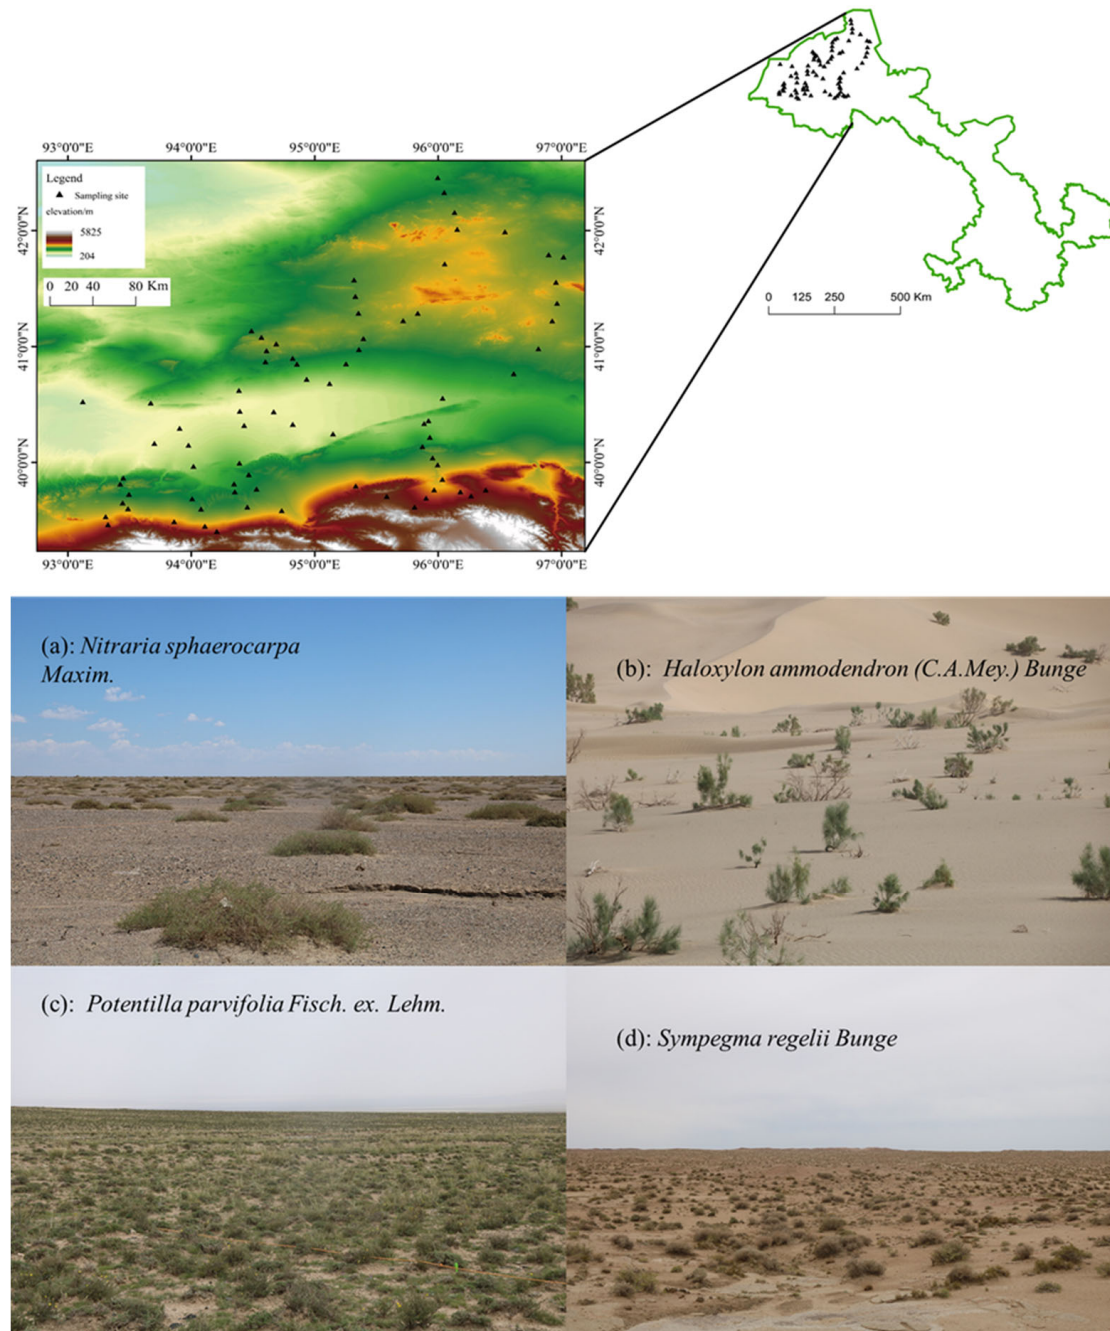 93°0'0"E 94°0'0"E 95°0'0"E 96°0'0"E 97°0'0"E
Legend
Sampling site
elevation/m
5825
204
0 20 40 80 Km
42°0'0"N
41°0'0"N
40°0'0"N
42°0'0"N
41°0'0"N
40°0'0"N
93°0'0"E 94°0'0"E 95°0'0"E 96°0'0"E 97°0'0"E
0 125 250 500 Km
(a): Nitraria sphaerocarpa
Maxim.
(b): Haloxylon ammodendron (C.A.Mey.) Bunge
(c): Potentilla parvifolia Fisch. ex. Lehm.
(d): Sympegma regelii Bunge